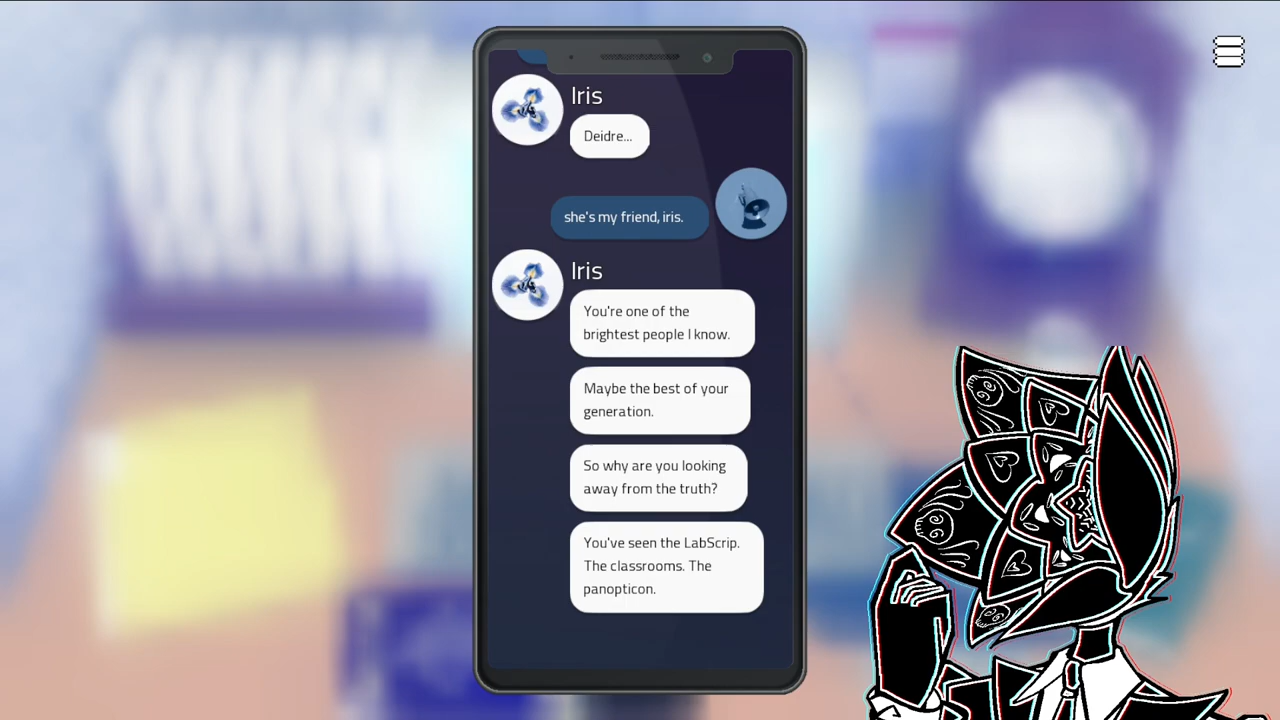 Iris
Deidre...
she's my friend, iris.
Iris
You're one of the
brightest people I know.
Maybe the best of your
generation.
So why are you looking
away from the truth?
You've seen the LabScrip.
The classrooms. The
panopticon.